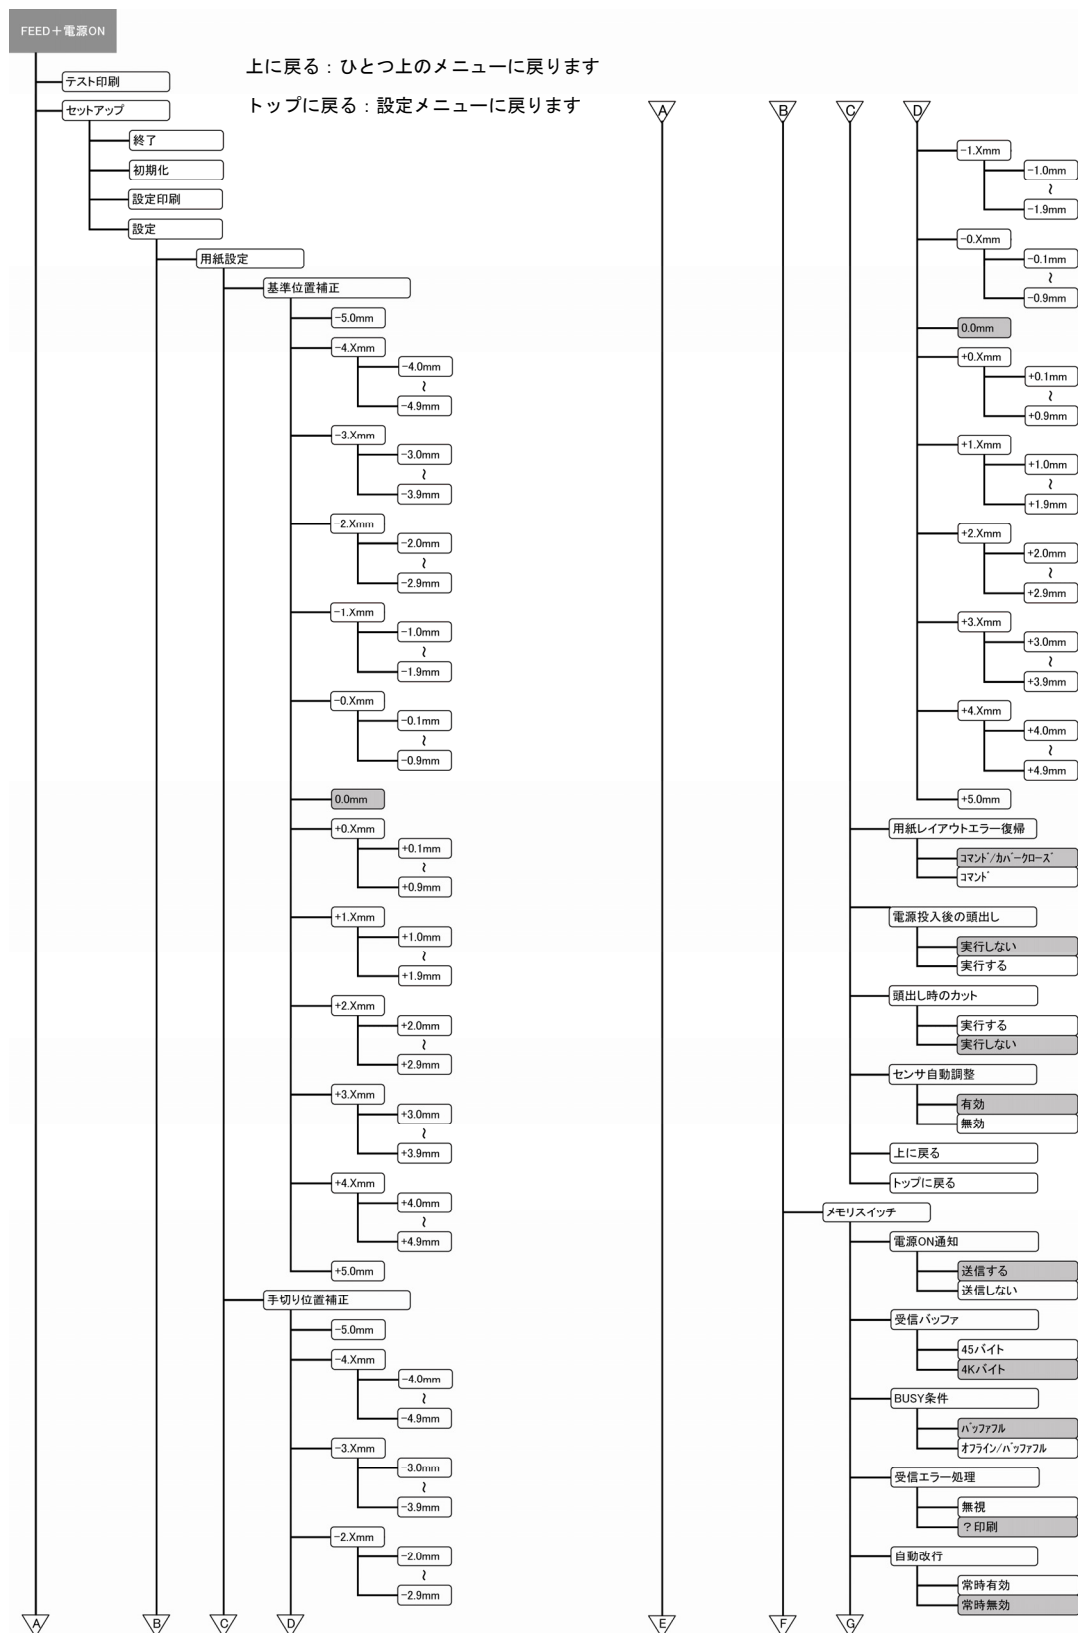 FEED＋電源ON
上に戻る：ひとつ上のメニューに戻ります
トップに戻る：設定メニューに戻ります
テスト印刷
セットアップ
終了
初期化
設定印刷
設定
用紙設定
基準位置補正
-5.0mm
-4.Xmm
-4.0mm
～
-4.9mm
-3.Xmm
-3.0mm
～
-3.9mm
-2.Xmm
-2.0mm
～
-2.9mm
-1.Xmm
-1.0mm
～
-1.9mm
-0.Xmm
-0.1mm
～
-0.9mm
0.0mm
+0.Xmm
+0.1mm
～
+0.9mm
+1.Xmm
+1.0mm
～
+1.9mm
+2.Xmm
+2.0mm
～
+2.9mm
+3.Xmm
+3.0mm
～
+3.9mm
+4.Xmm
+4.0mm
～
+4.9mm
+5.0mm
手切り位置補正
-5.0mm
-4.Xmm
-4.0mm
～
-4.9mm
-3.Xmm
-3.0mm
～
-3.9mm
-2.Xmm
-2.0mm
～
-2.9mm
A
B
C
D
A
B
C
D
-1.Xmm
-1.0mm
～
-1.9mm
-0.Xmm
-0.1mm
～
-0.9mm
0.0mm
+0.Xmm
+0.1mm
～
+0.9mm
+1.Xmm
+1.0mm
～
+1.9mm
+2.Xmm
+2.0mm
～
+2.9mm
+3.Xmm
+3.0mm
～
+3.9mm
+4.Xmm
+4.0mm
～
+4.9mm
+5.0mm
用紙レイアウトエラー復帰
ｺﾏﾝﾄﾞ/ｶﾊﾞｰｸﾛｰｽﾞ
ｺﾏﾝﾄﾞ
電源投入後の頭出し
実行しない
実行する
頭出し時のカット
実行する
実行しない
センサ自動調整
有効
無効
上に戻る
トップに戻る
メモリスイッチ
電源ON通知
送信する
送信しない
受信バッファ
45バイト
4Kバイト
BUSY条件
ﾊﾞｯﾌｧﾌﾙ
ｵﾌﾗｲﾝ/ﾊﾞｯﾌｧﾌﾙ
受信エラー処理
無視
？印刷
自動改行
常時有効
常時無効
E
F
G